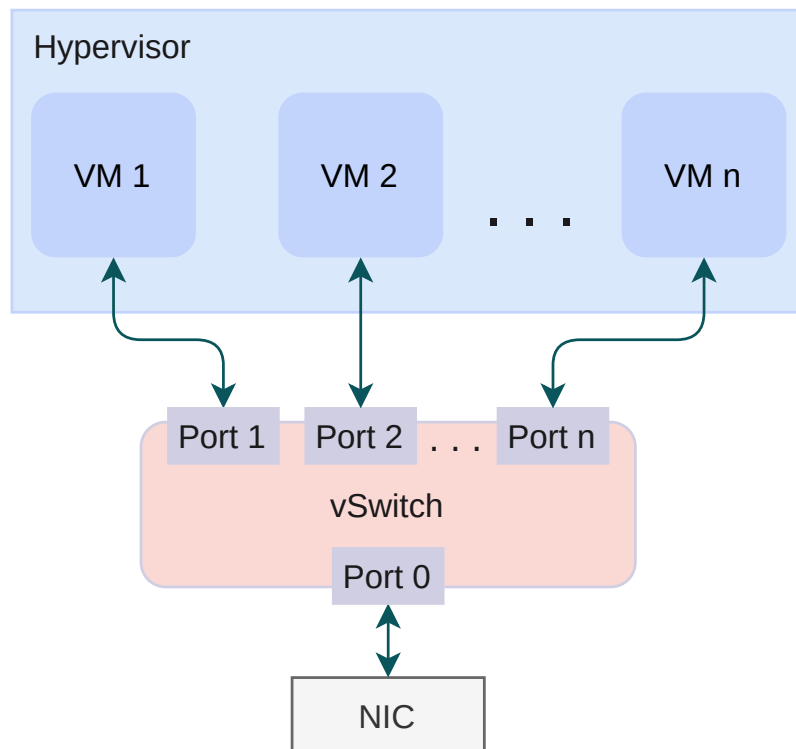 Hypervisor
VM 1
VM 2
. . .
VM n
Port 1
Port 2
. . .
Port n
vSwitch
Port 0
NIC